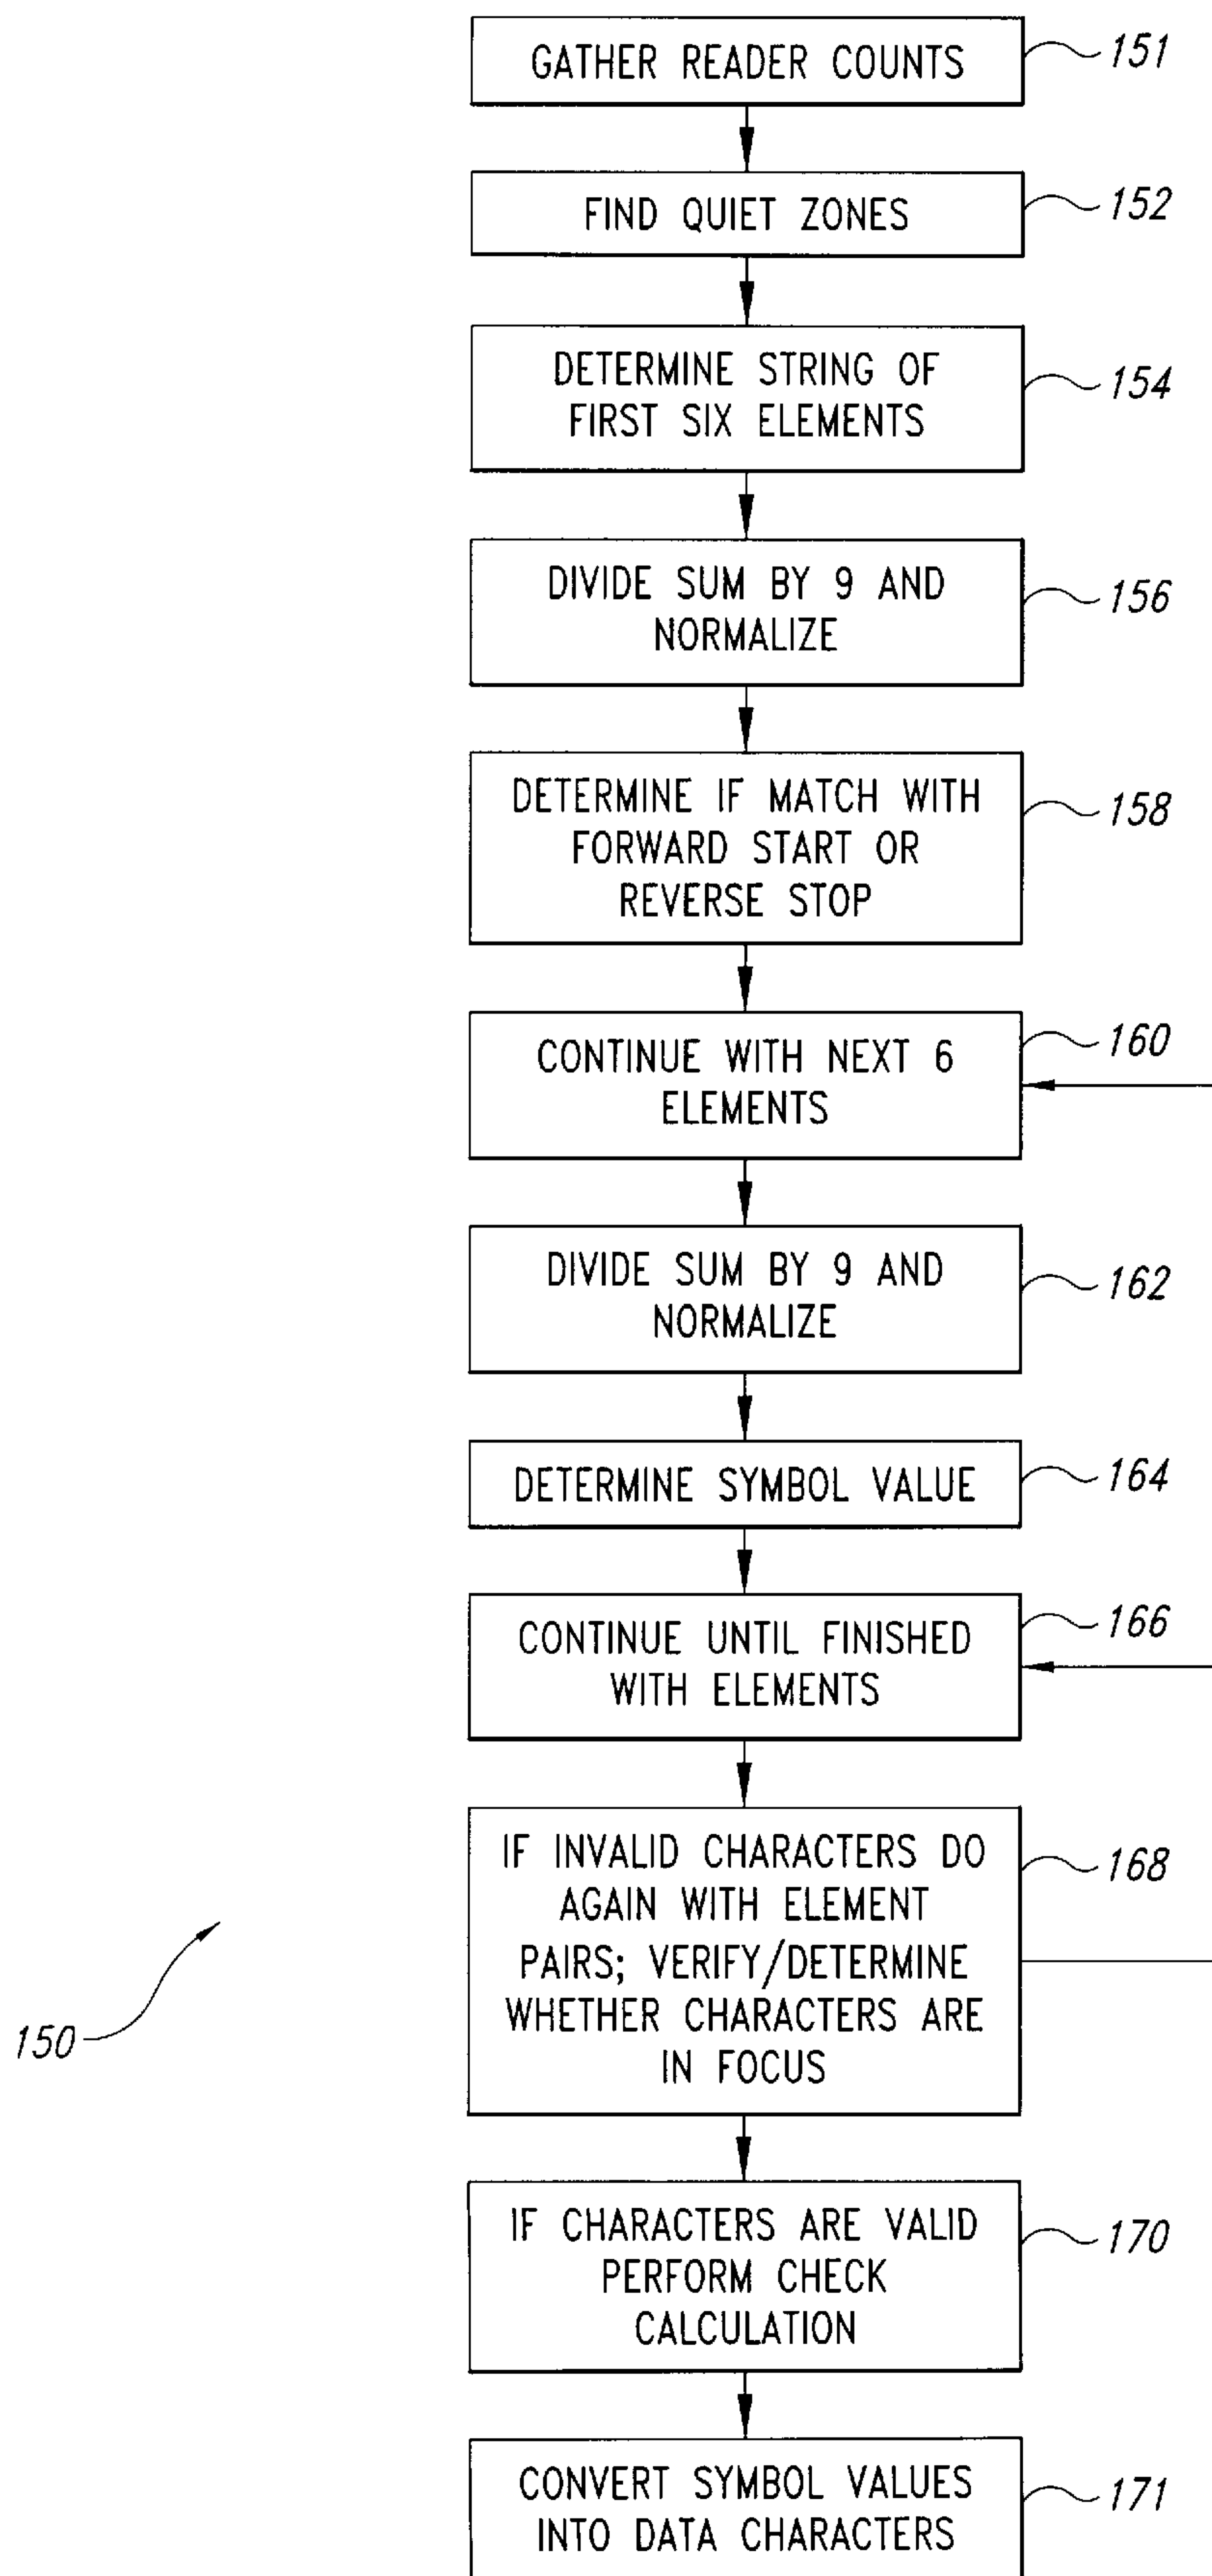 GATHER READER COUNTS
151
FIND QUIET ZONES
152
DETERMINE STRING OF
FIRST SIX ELEMENTS
154
DIVIDE SUM BY 9 AND
NORMALIZE
156
DETERMINE IF MATCH WITH
FORWARD START OR
REVERSE STOP
158
CONTINUE WITH NEXT 6
ELEMENTS
160
DIVIDE SUM BY 9 AND
NORMALIZE
162
DETERMINE SYMBOL VALUE
164
CONTINUE UNTIL FINISHED
WITH ELEMENTS
166
IF INVALID CHARACTERS DO
AGAIN WITH ELEMENT
PAIRS; VERIFY/DETERMINE
WHETHER CHARACTERS ARE
IN FOCUS
168
150
IF CHARACTERS ARE VALID
PERFORM CHECK
CALCULATION
170
CONVERT SYMBOL VALUES
INTO DATA CHARACTERS
171